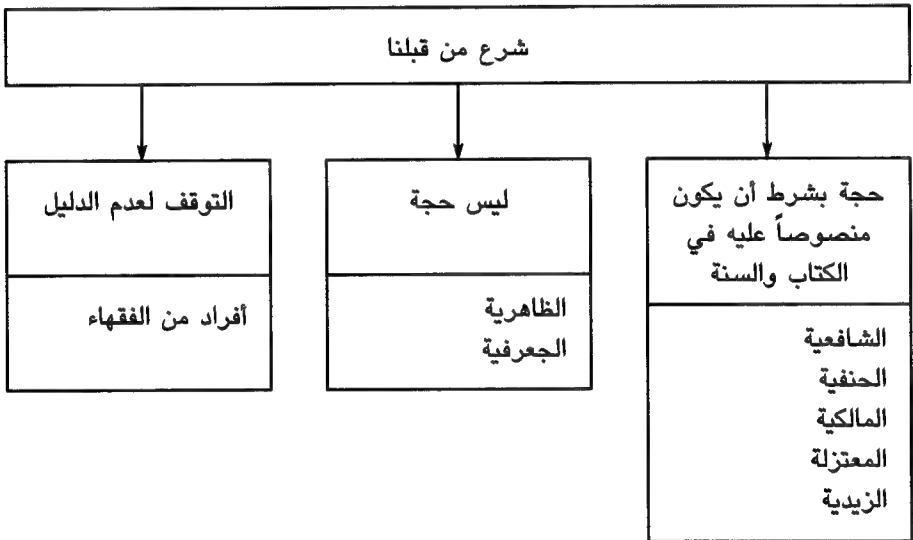 شرع من قبلنا
حجة بشرط أن يكون
منصوصاً عليه في
الكتاب والسنة
الشافعية
الحنفية
المالكية
المعتزلة
الزيدية
ليس حجة
الظاهرية
الجعرفية
التوقف لعدم الدليل
أفراد من الفقهاء